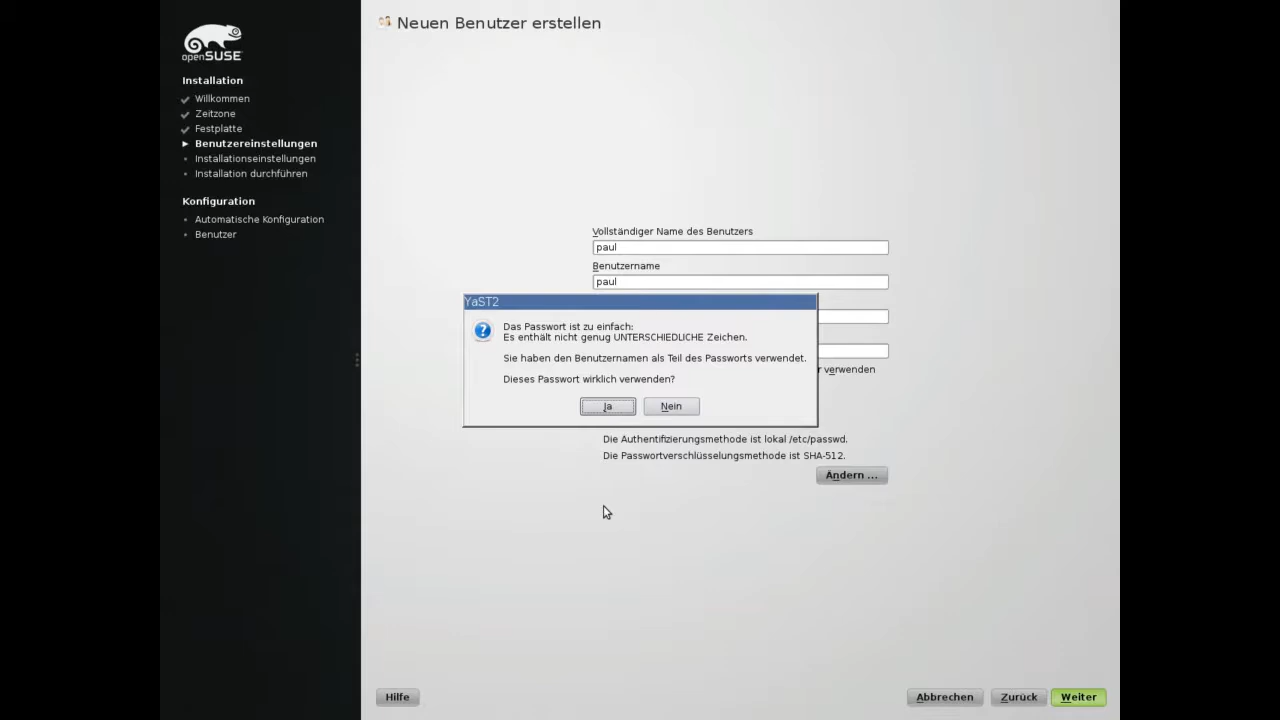 openSUSE
Installation
Willkommen
Zeitzone
Festplatte
Benutzereinstellungen
Installationseinstellungen
Installation durchführen
Konfiguration
Automatische Konfiguration
Benutzer
Neuen Benutzer erstellen
Vollständiger Name des Benutzers
paul
Benutzername
paul
YaST2
Das Passwort ist zu einfach:
Es enthält nicht genug UNTERSCHIEDLICHE Zeichen.
Sie haben den Benutzernamen als Teil des Passworts verwendet.
Dieses Passwort wirklich verwenden?
Ja Nein
r verwenden
Die Authentifizierungsmethode ist lokal /etc/passwd.
Die Passwortverschlüsselungsmethode ist SHA-512.
Ändern ...
Hilfe Abbrechen Zurück Weiter